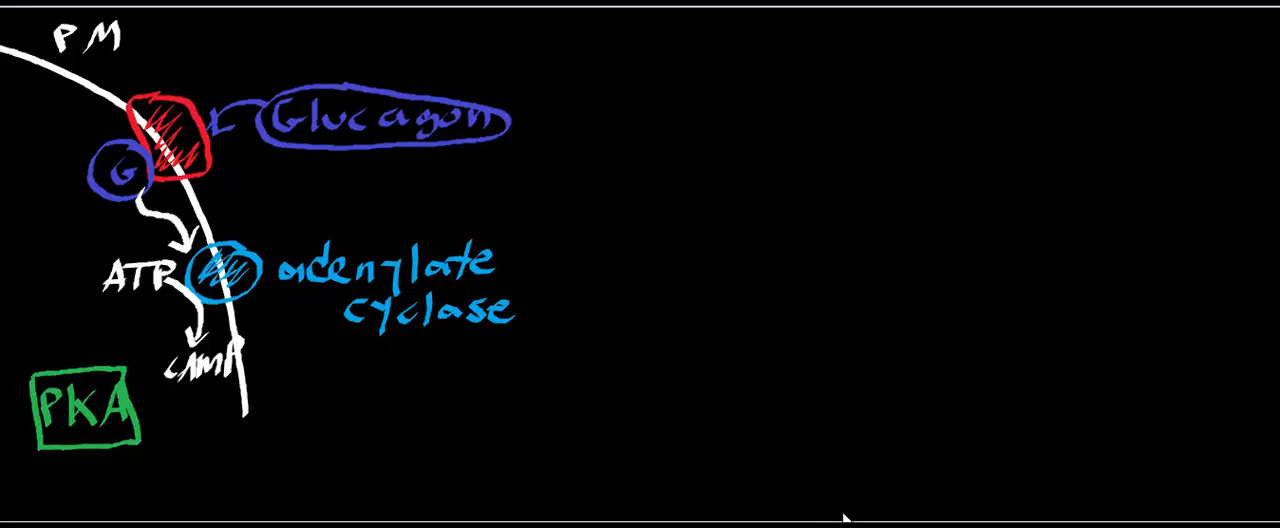 PM
Glucagon
G
ATP
adenylate
cyclase
cAMP
PKA